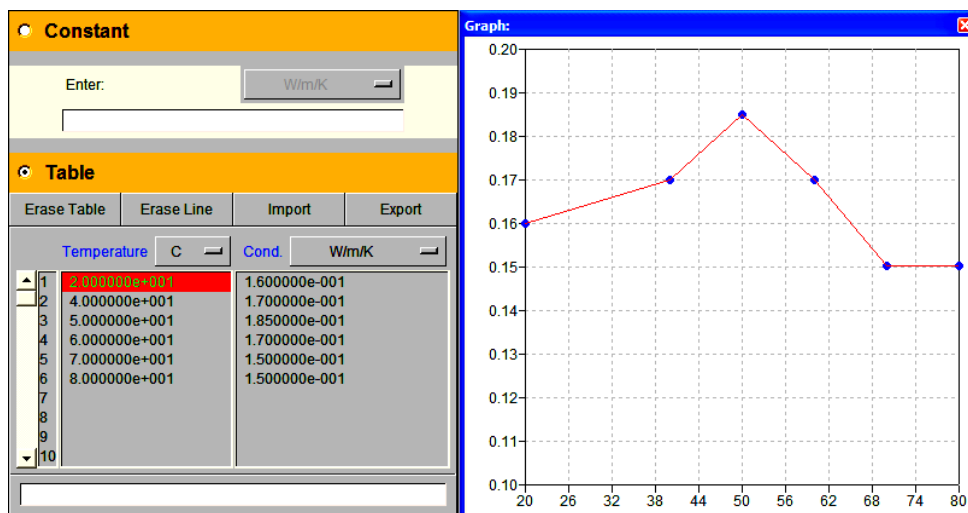 Constant
Enter: W/m/K
Table
Erase Table Erase Line Import Export
Temperature C Cond. W/m/K
1 2.000000e+001 1.600000e-001
2 4.000000e+001 1.700000e-001
3 5.000000e+001 1.850000e-001
4 6.000000e+001 1.700000e-001
5 7.000000e+001 1.500000e-001
6 8.000000e+001 1.500000e-001
7
8
9
10
Graph:
0.20
0.19
0.18
0.17
0.16
0.15
0.14
0.13
0.12
0.11
0.10
20 26 32 38 44 50 56 62 68 74 80